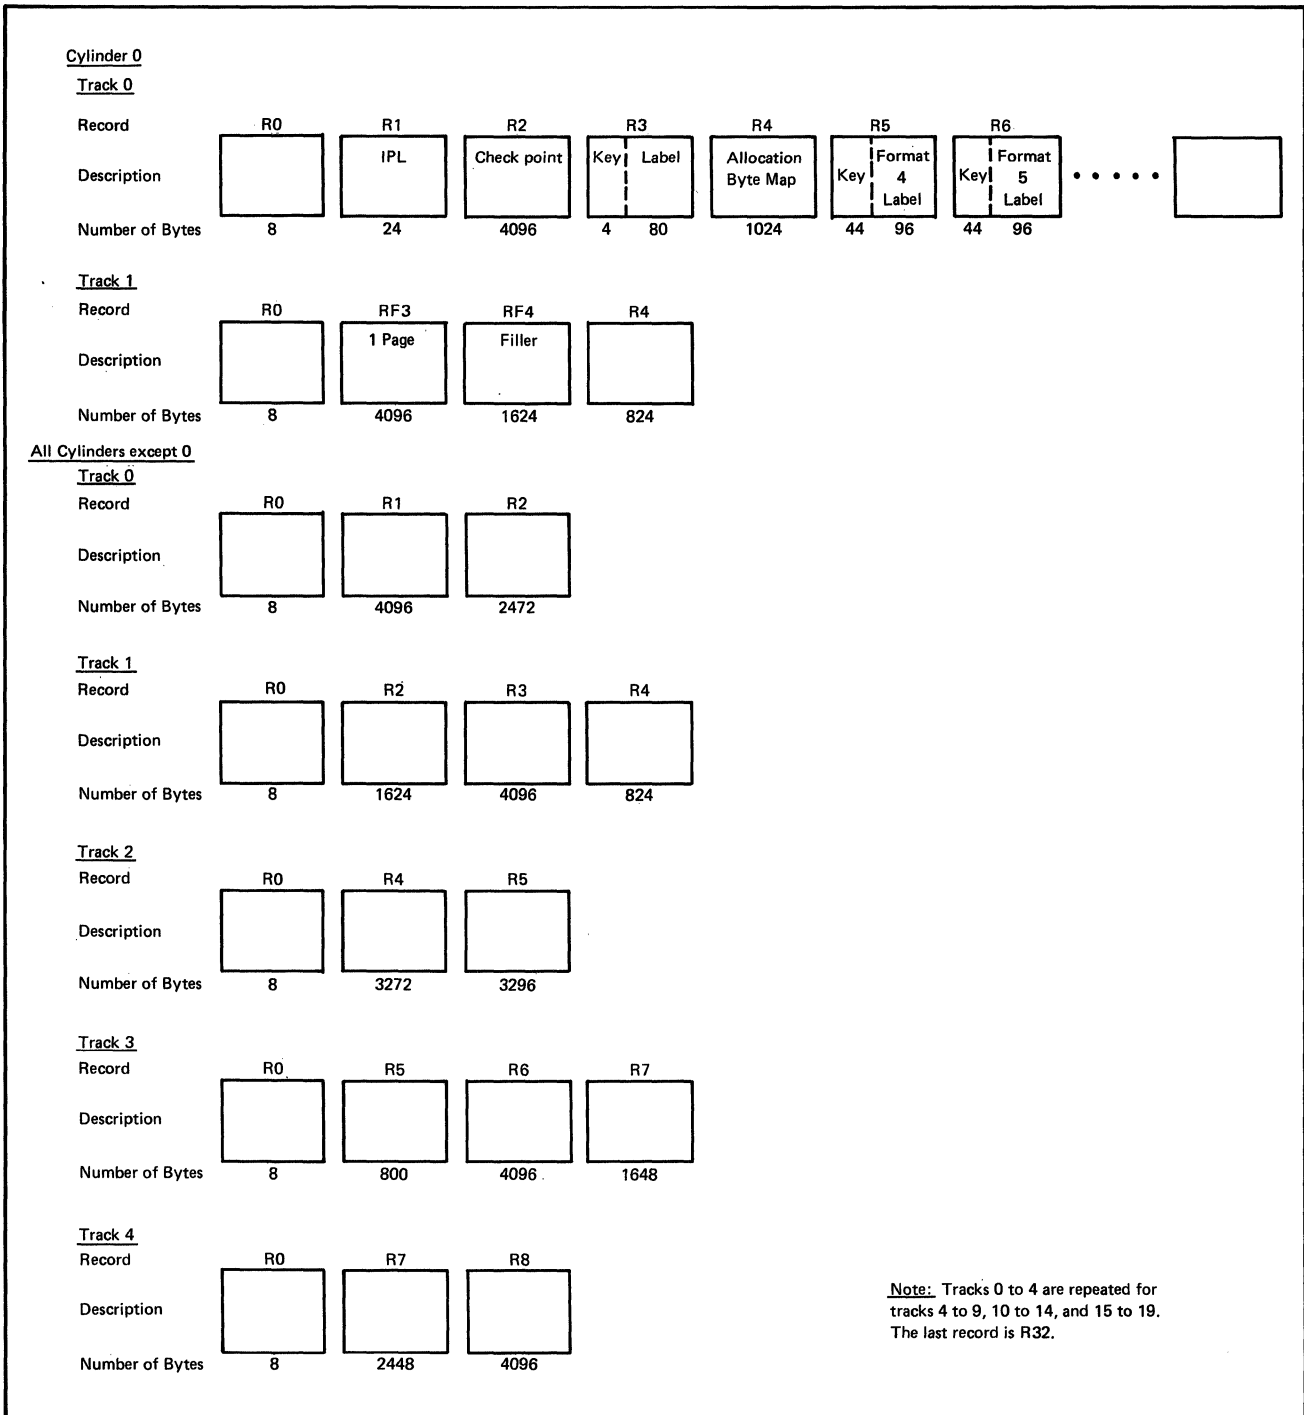 Cylinder 0
Track 0
Record R0 R1 R2 R3 R4 R5 R6
Description IPL Check point Key Label Allocation Byte Map Key Format 4 Label Key Format 5 Label • • • • •
Number of Bytes 8 24 4096 4 80 1024 44 96 44 96
Track 1
Record R0 RF3 RF4 R4
Description 1 Page Filler
Number of Bytes 8 4096 1624 824
All Cylinders except 0
Track 0
Record R0 R1 R2
Description
Number of Bytes 8 4096 2472
Track 1
Record R0 R2 R3 R4
Description
Number of Bytes 8 1624 4096 824
Track 2
Record R0 R4 R5
Description
Number of Bytes 8 3272 3296
Track 3
Record R0 R5 R6 R7
Description
Number of Bytes 8 800 4096 1648
Track 4
Record R0 R7 R8
Description
Number of Bytes 8 2448 4096
Note: Tracks 0 to 4 are repeated for
tracks 4 to 9, 10 to 14, and 15 to 19.
The last record is R32.